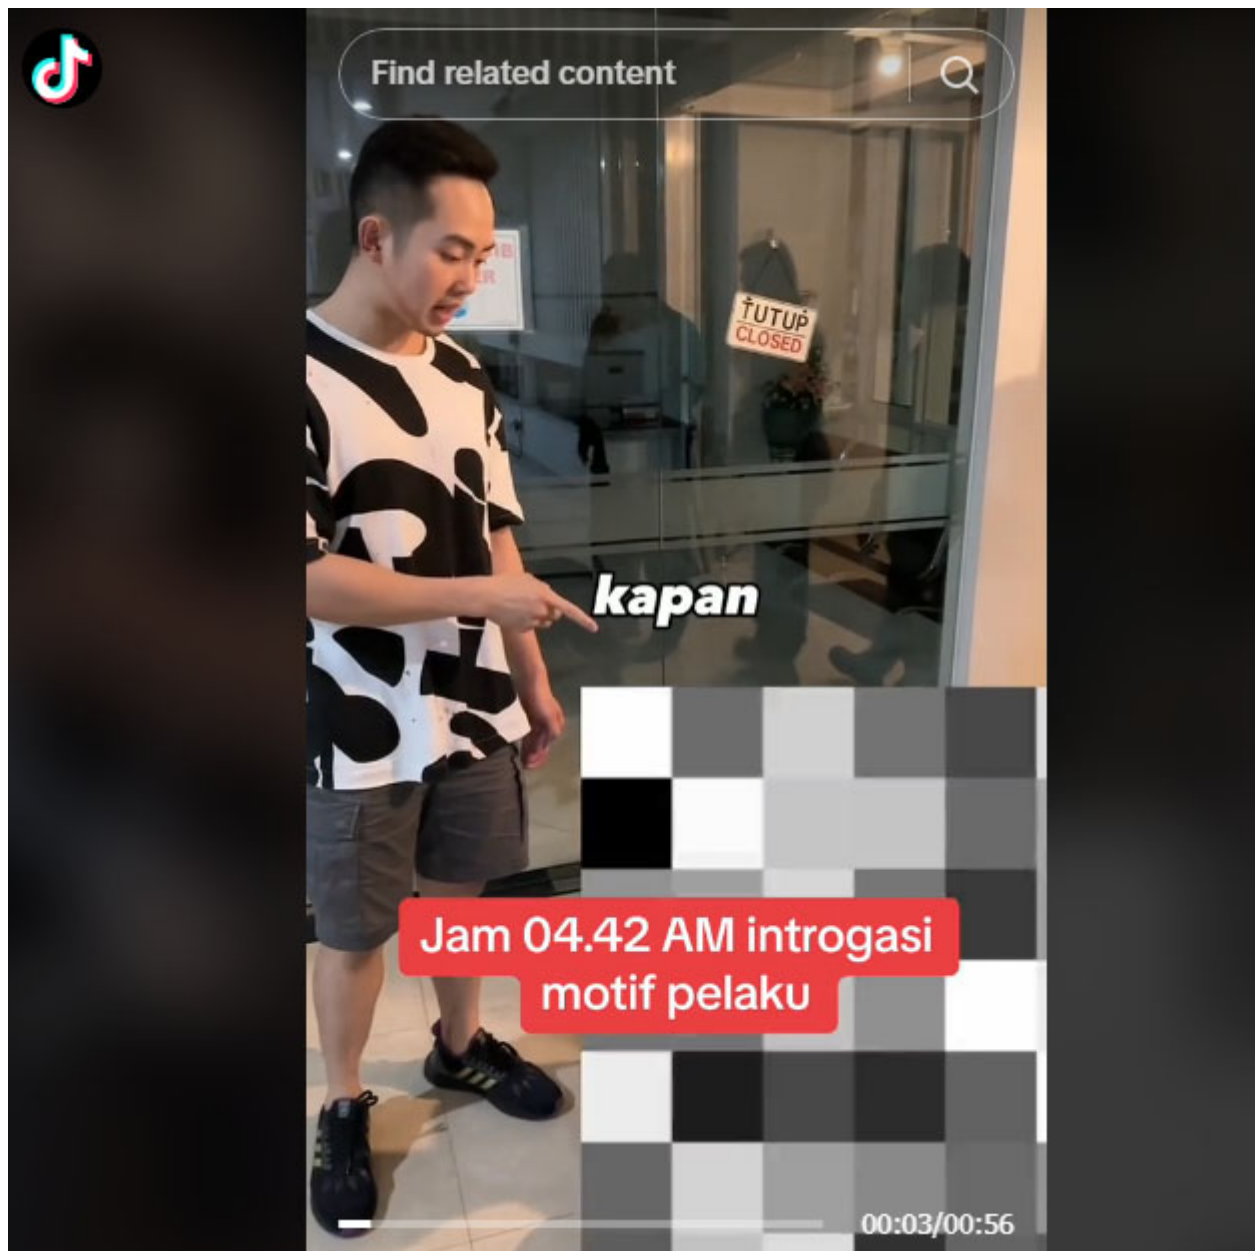 Find related content
TUTUP
CLOSED
kapan
Jam 04.42 AM introgasi
motif pelaku
00:03/00:56